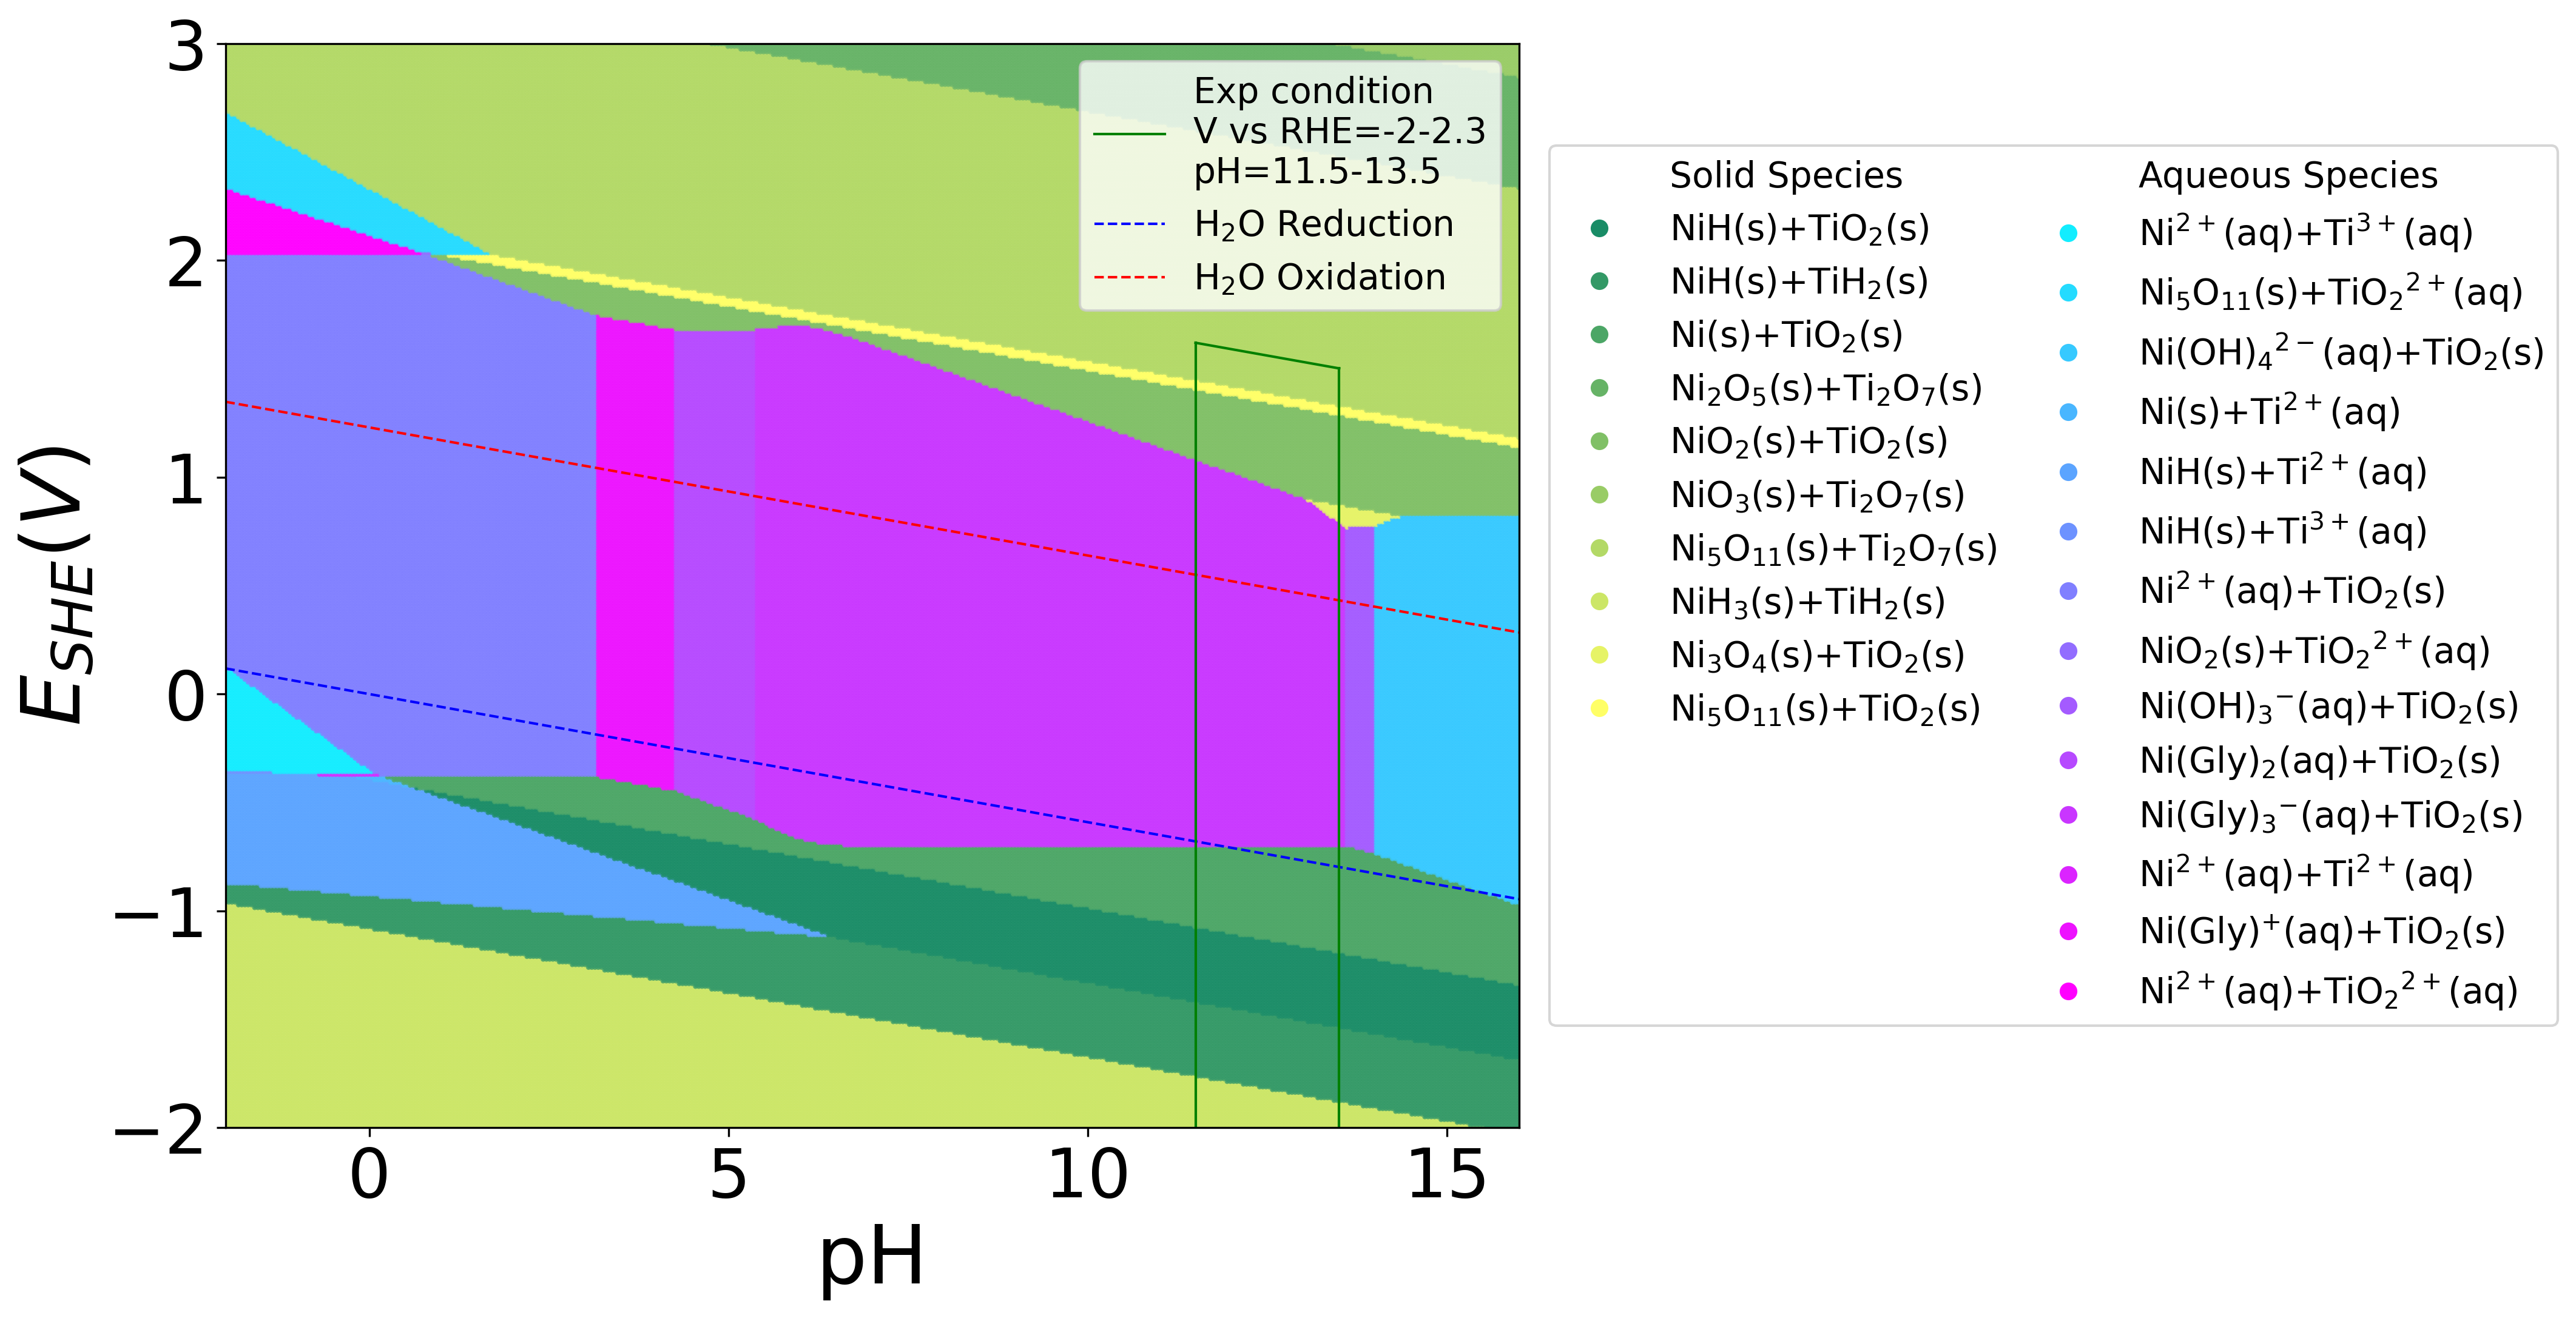 3
2
1
0
−1
−2
E_{SHE}(V)
0
5
10
15
pH
Exp condition
V vs RHE=-2-2.3
pH=11.5-13.5
H₂O Reduction
H₂O Oxidation
Solid Species
NiH(s)+TiO₂(s)
NiH(s)+TiH₂(s)
Ni(s)+TiO₂(s)
Ni₂O₅(s)+Ti₂O₇(s)
NiO₂(s)+TiO₂(s)
NiO₃(s)+Ti₂O₇(s)
Ni₅O₁₁(s)+Ti₂O₇(s)
NiH₃(s)+TiH₂(s)
Ni₃O₄(s)+TiO₂(s)
Ni₅O₁₁(s)+TiO₂(s)
Aqueous Species
Ni²⁺(aq)+Ti³⁺(aq)
Ni₅O₁₁(s)+TiO₂²⁺(aq)
Ni(OH)₄²⁻(aq)+TiO₂(s)
Ni(s)+Ti²⁺(aq)
NiH(s)+Ti²⁺(aq)
NiH(s)+Ti³⁺(aq)
Ni²⁺(aq)+TiO₂(s)
NiO₂(s)+TiO₂²⁺(aq)
Ni(OH)₃⁻(aq)+TiO₂(s)
Ni(Gly)₂(aq)+TiO₂(s)
Ni(Gly)₃⁻(aq)+TiO₂(s)
Ni²⁺(aq)+Ti²⁺(aq)
Ni(Gly)⁺(aq)+TiO₂(s)
Ni²⁺(aq)+TiO₂²⁺(aq)